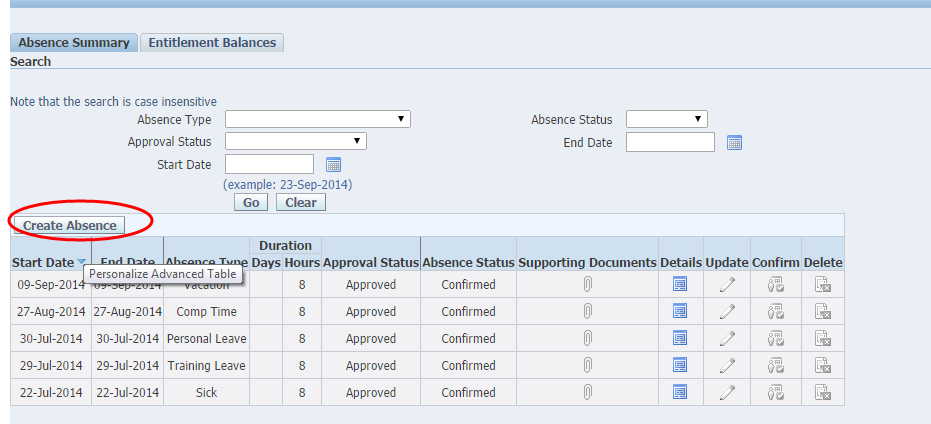 Absence Summary Entitlement Balances
Search
Note that the search is case insensitive
Absence Type Absence Status
Approval Status End Date
Start Date
(example: 23-Sep-2014)
Go Clear
Create Absence
Duration
Start Date End Date Absence Type Days Hours Approval Status Absence Status Supporting Documents Details Update Confirm Delete
Personalize Advanced Table
09-Sep-2014 09-Sep-2014 Vacation 8 Approved Confirmed
27-Aug-2014 27-Aug-2014 Comp Time 8 Approved Confirmed
30-Jul-2014 30-Jul-2014 Personal Leave 8 Approved Confirmed
29-Jul-2014 29-Jul-2014 Training Leave 8 Approved Confirmed
22-Jul-2014 22-Jul-2014 Sick 8 Approved Confirmed